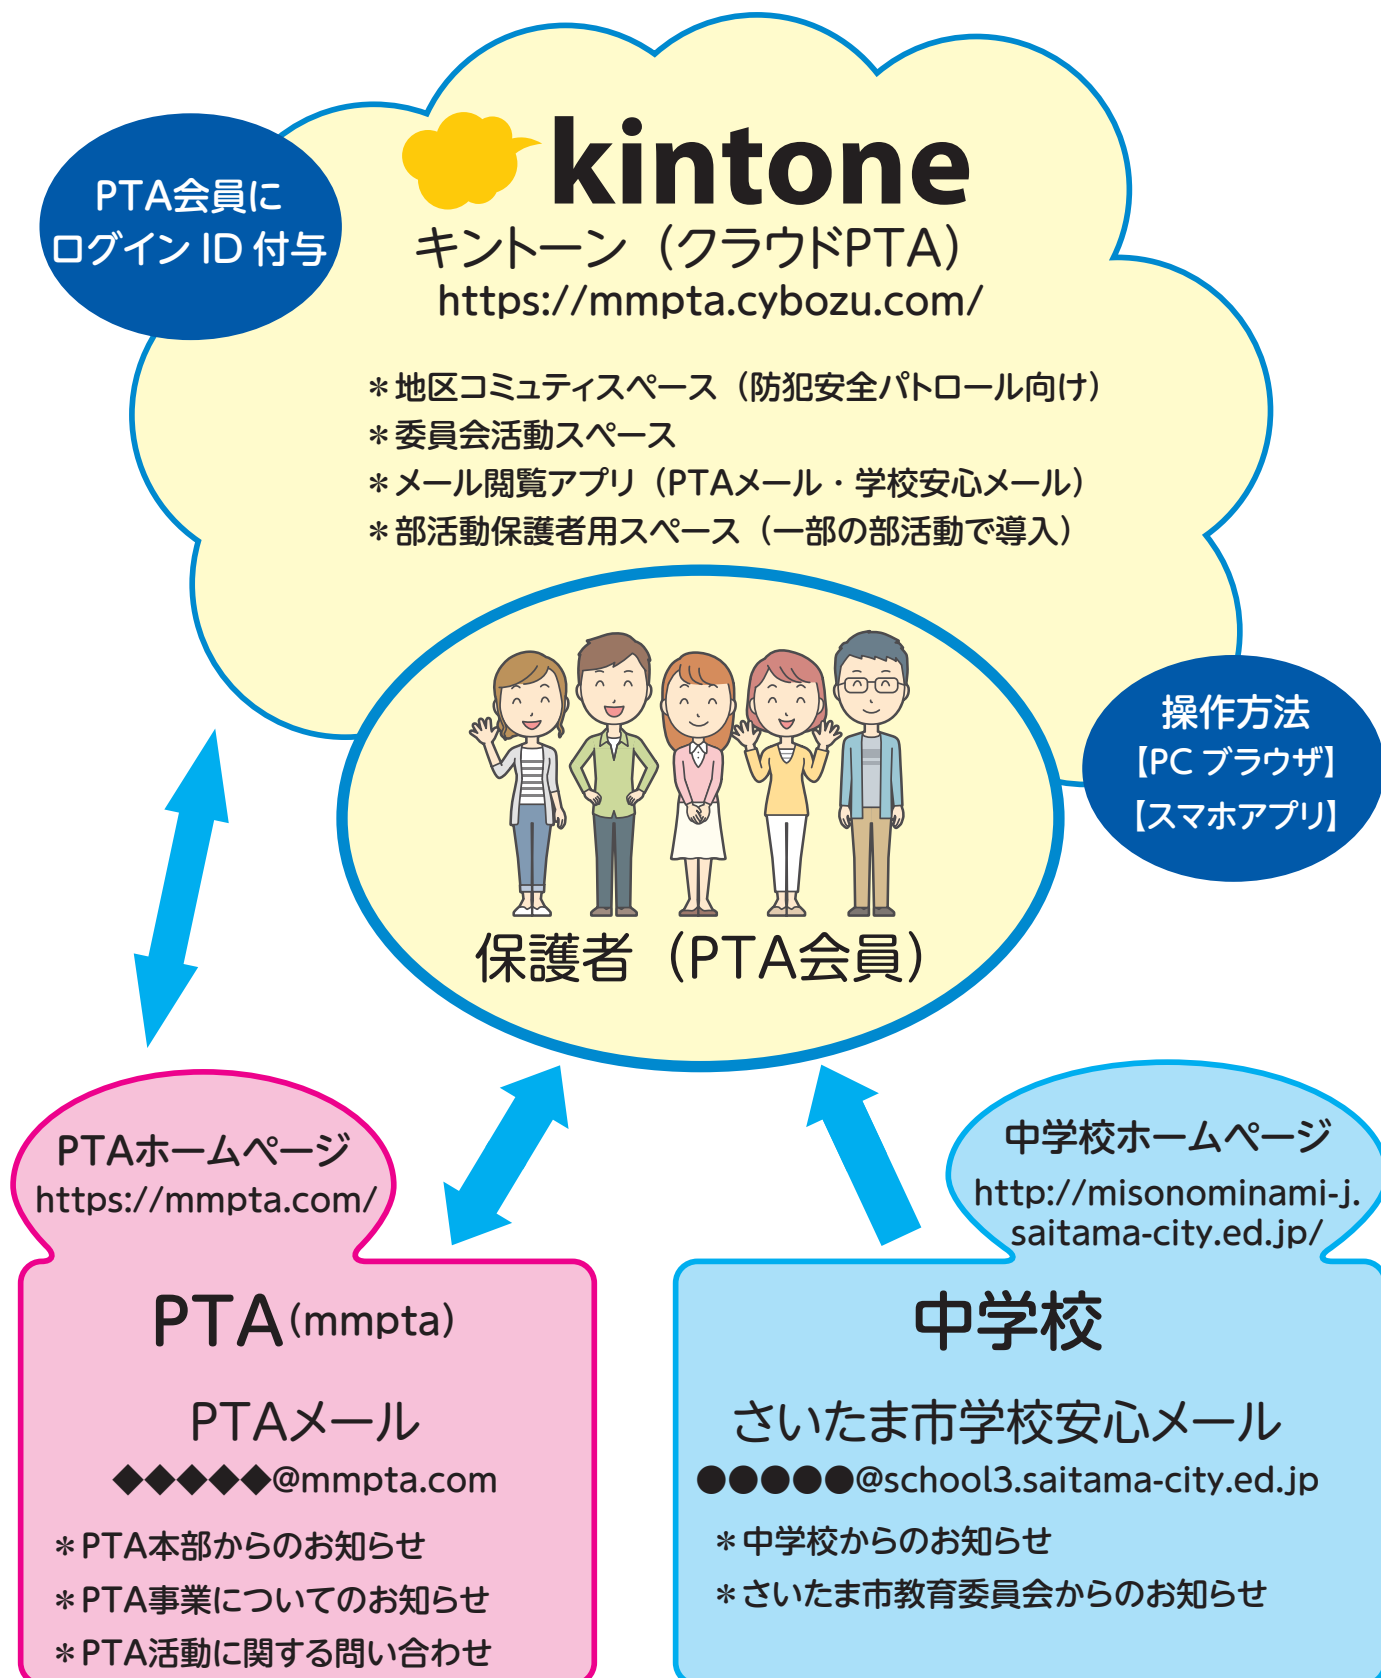 kintone
PTA会員に
ログイン ID 付与
キントーン（クラウドPTA）
https://mmpta.cybozu.com/
＊地区コミュティスペース（防犯安全パトロール向け）
＊委員会活動スペース
＊メール閲覧アプリ（PTAメール・学校安心メール）
＊部活動保護者用スペース（一部の部活動で導入）
操作方法
【PC ブラウザ】
【スマホアプリ】
保護者（PTA会員）
PTAホームページ
https://mmpta.com/
PTA(mmpta)
PTAメール
◆◆◆◆◆@mmpta.com
＊PTA本部からのお知らせ
＊PTA事業についてのお知らせ
＊PTA活動に関する問い合わせ
中学校ホームページ
http://misonominami-j.
saitama-city.ed.jp/
中学校
さいたま市学校安心メール
●●●●●@school3.saitama-city.ed.jp
＊中学校からのお知らせ
＊さいたま市教育委員会からのお知らせ